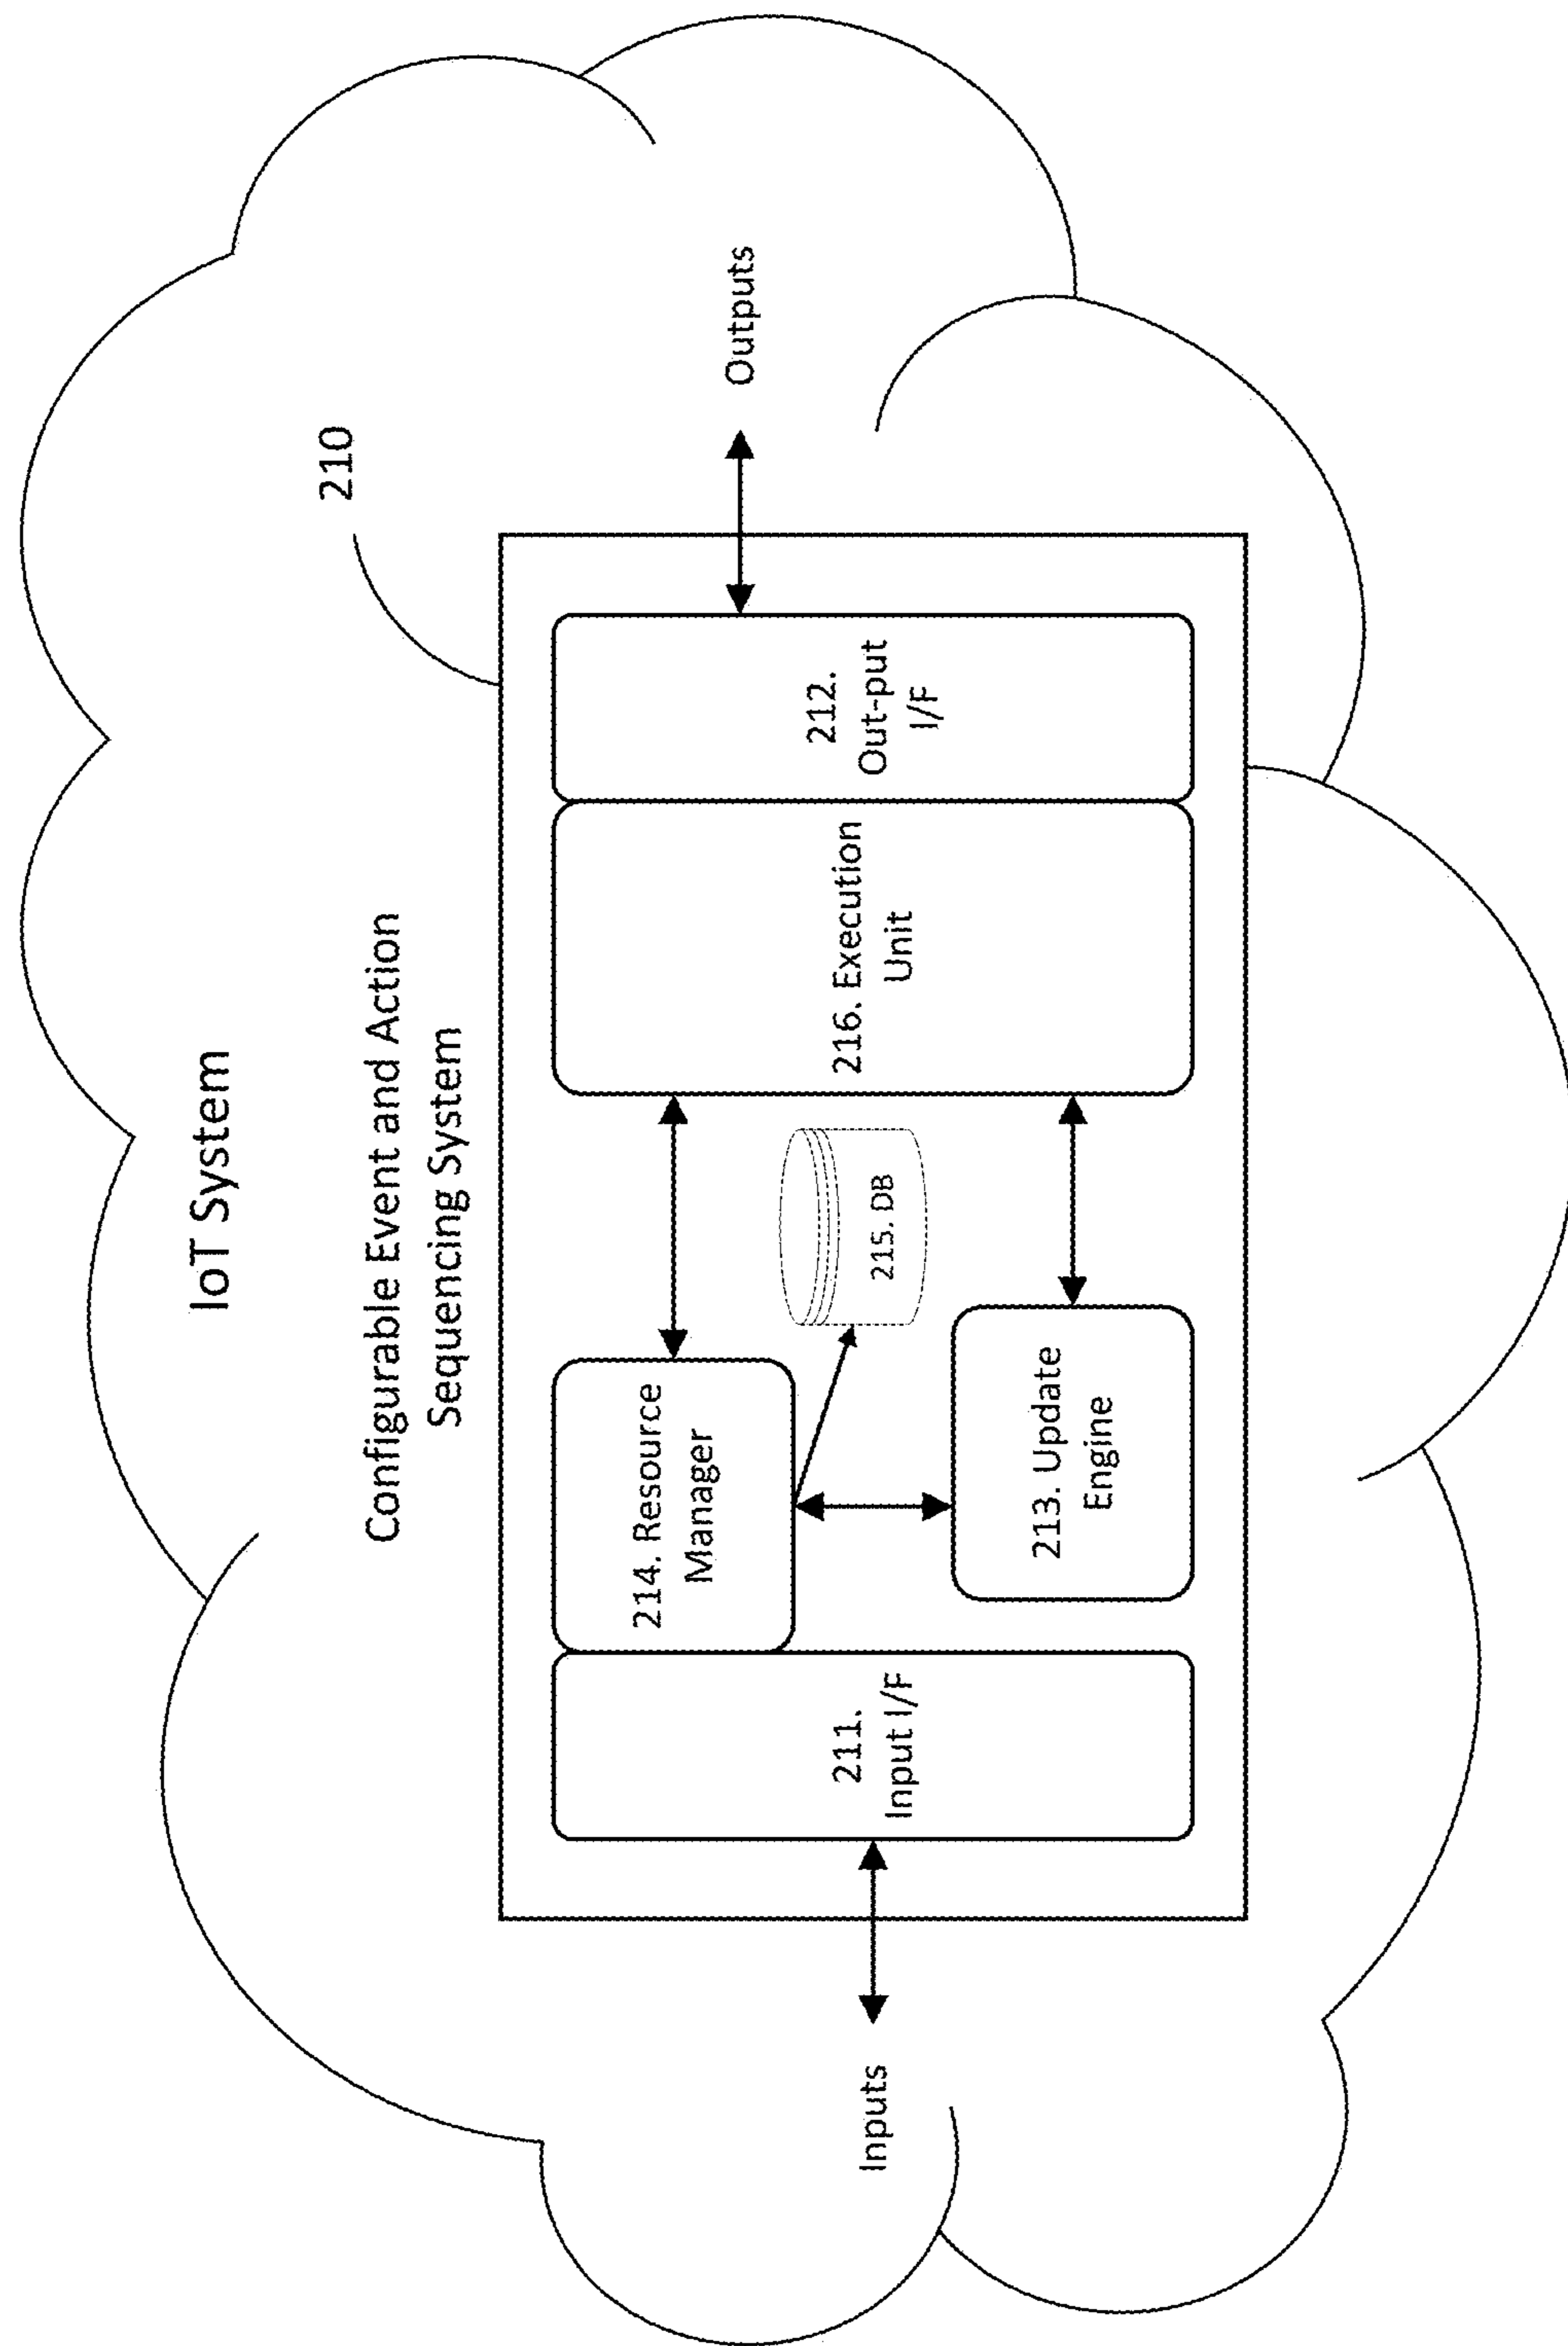 IoT System
210
Configurable Event and Action
Sequencing System
Inputs
211.
Input I/F
214. Resource
Manager
213. Update
Engine
215. DB
216. Execution
Unit
212.
Out-put
I/F
Outputs